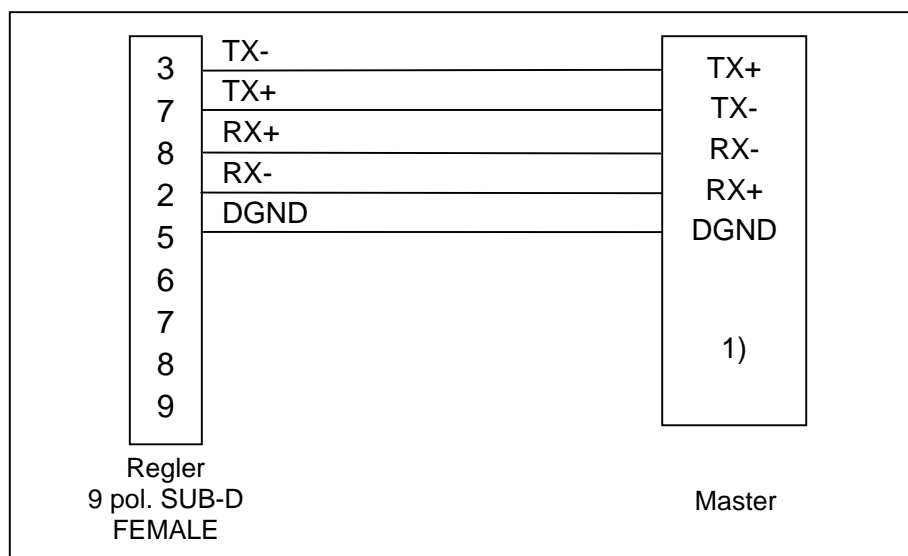 3 TX- TX+
7 TX+ TX-
8 RX+ RX-
2 RX- RX+
5 DGND DGND
6
7
8
9
1)
Regler
9 pol. SUB-D
FEMALE
Master